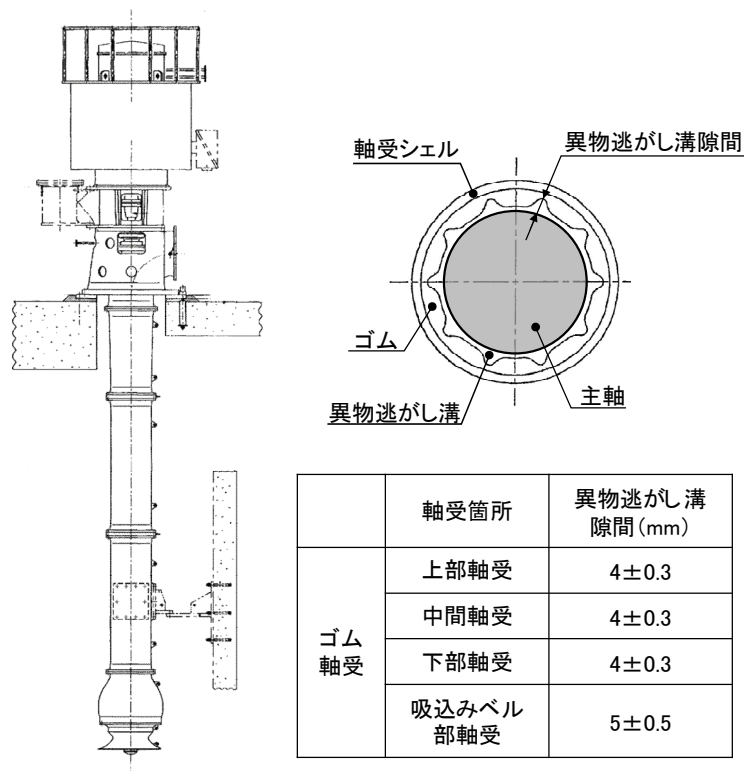 異物逃がし溝隙間
軸受シェル
ゴム
異物逃がし溝
主軸
軸受箇所
異物逃がし溝
隙間(mm)
ゴム
軸受
上部軸受
4±0.3
中間軸受
4±0.3
下部軸受
4±0.3
吸込みベル
部軸受
5±0.5